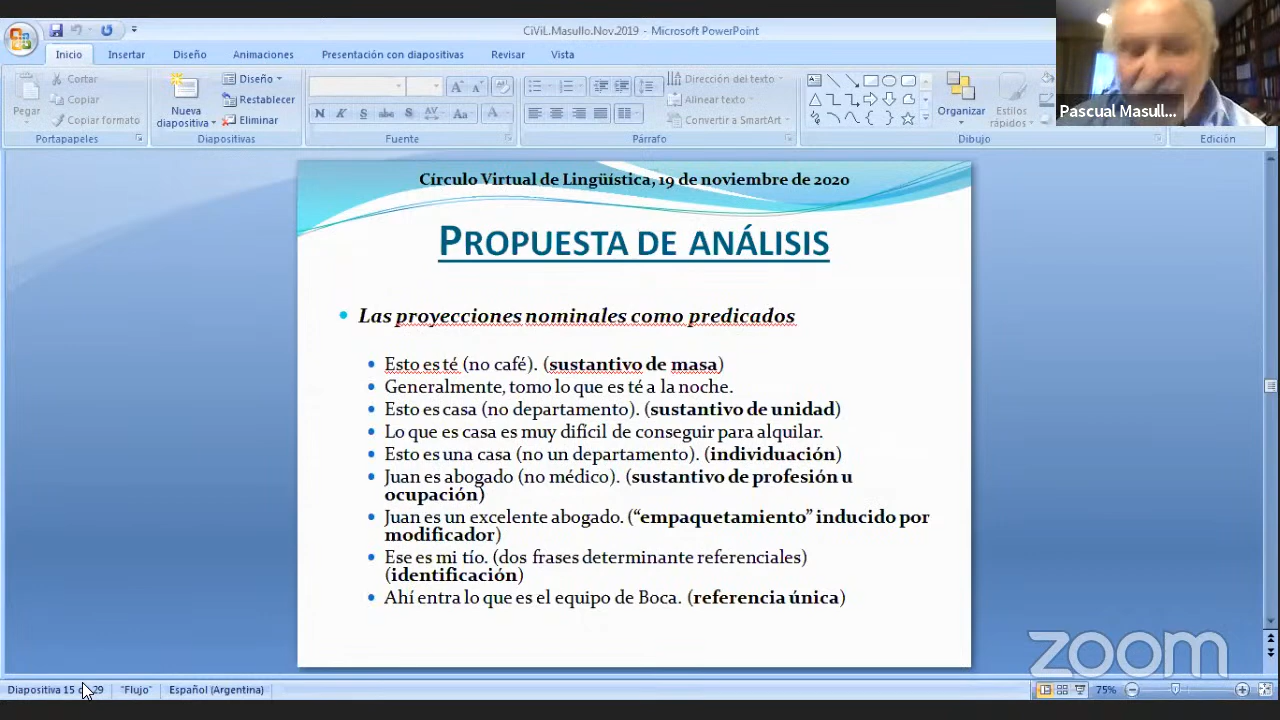 CiViL.Masullo.Nov.2019 - Microsoft PowerPoint
Inicio Insertar Diseño Animaciones Presentación con diapositivas Revisar Vista
Pegar
Cortar
Copiar
Copiar formato
Portapapeles
Nueva diapositiva
Diseño
Restablecer
Eliminar
Diapositivas
N K S abc S AV Aa A
Fuente
Párrafo
Dirección del texto
Alinear texto
Convertir a SmartArt
Organizar
Estilos rápidos
Dibujo
Edición
Pascual Masull...
Círculo Virtual de Lingüística, 19 de noviembre de 2020
PROPUESTA DE ANÁLISIS
• Las proyecciones nominales como predicados
• Esto es té (no café). (sustantivo de masa)
• Generalmente, tomo lo que es té a la noche.
• Esto es casa (no departamento). (sustantivo de unidad)
• Lo que es casa es muy difícil de conseguir para alquilar.
• Esto es una casa (no un departamento). (individuación)
• Juan es abogado (no médico). (sustantivo de profesión u
ocupación)
• Juan es un excelente abogado. (“empaquetamiento” inducido por
modificador)
• Ese es mi tío. (dos frases determinante referenciales)
(identificación)
• Ahí entra lo que es el equipo de Boca. (referencia única)
zoom
Diapositiva 15 d 29 "Flujo" Español (Argentina) 75%